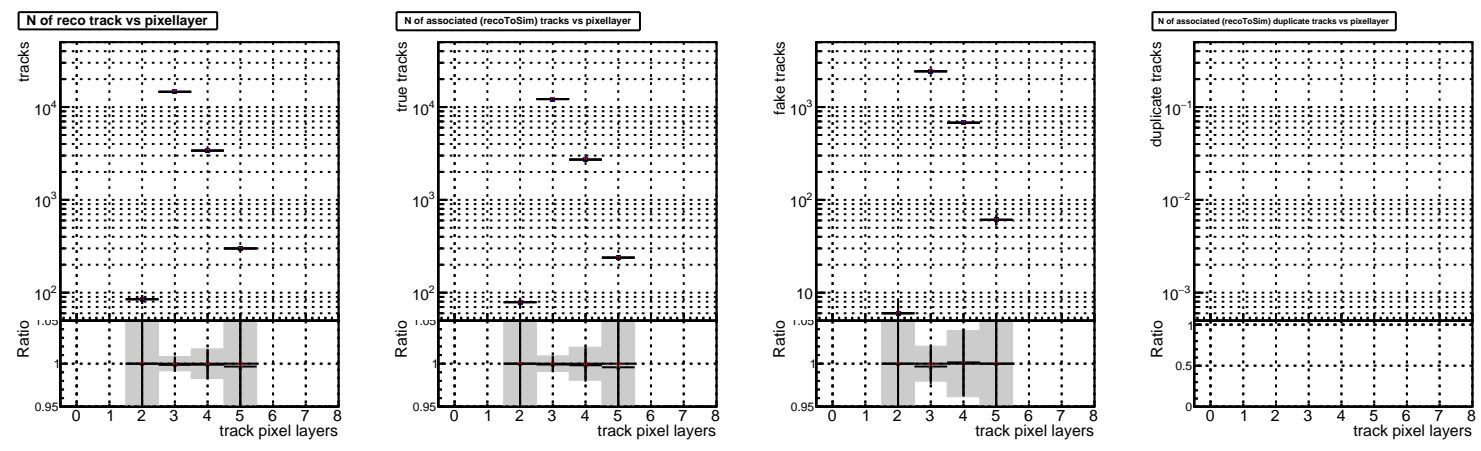 N of reco track vs pixellayer
tracks
10^4
10^3
10^2
1.05
Ratio
1
0.95
0 1 2 3 4 5 6 7 8
track pixel layers
N of associated (recoToSim) tracks vs pixellayer
true tracks
10^4
10^3
10^2
1.05
Ratio
1
0.95
0 1 2 3 4 5 6 7 8
track pixel layers
fake tracks
10^3
10^2
10
1.05
Ratio
1
0.95
0 1 2 3 4 5 6 7 8
track pixel layers
N of associated (recoToSim) duplicate tracks vs pixellayer
duplicate tracks
10^−1
10^−2
10^−3
Ratio
1
0.5
0
0 1 2 3 4 5 6 7 8
track pixel layers